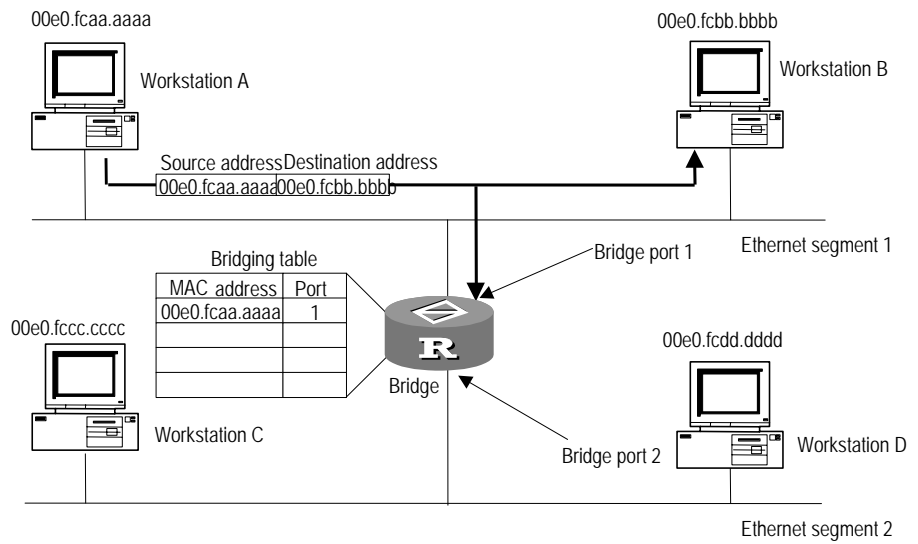 00e0.fcaa.aaaa
00e0.fcbb.bbbb
Workstation A
Workstation B
Source address Destination address
00e0.fcaa.aaaa 00e0.fcbb.bbbb
Ethernet segment 1
Bridge port 1
Bridging table
MAC address Port
00e0.fcaa.aaaa 1
00e0.fccc.cccc
00e0.fcdd.dddd
R
Bridge
Workstation C
Bridge port 2
Workstation D
Ethernet segment 2